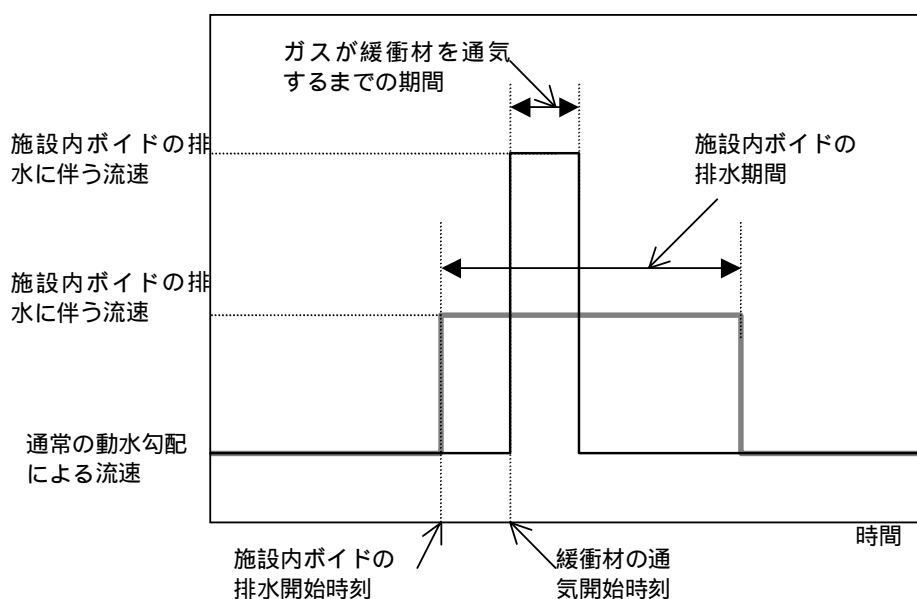 ガスが緩衝材を通気
するまでの期間
施設内ボイドの排
水に伴う流速
施設内ボイドの
排水期間
施設内ボイドの排
水に伴う流速
通常の動水勾配
による流速
時間
施設内ボイドの
排水開始時刻
緩衝材の通
気開始時刻